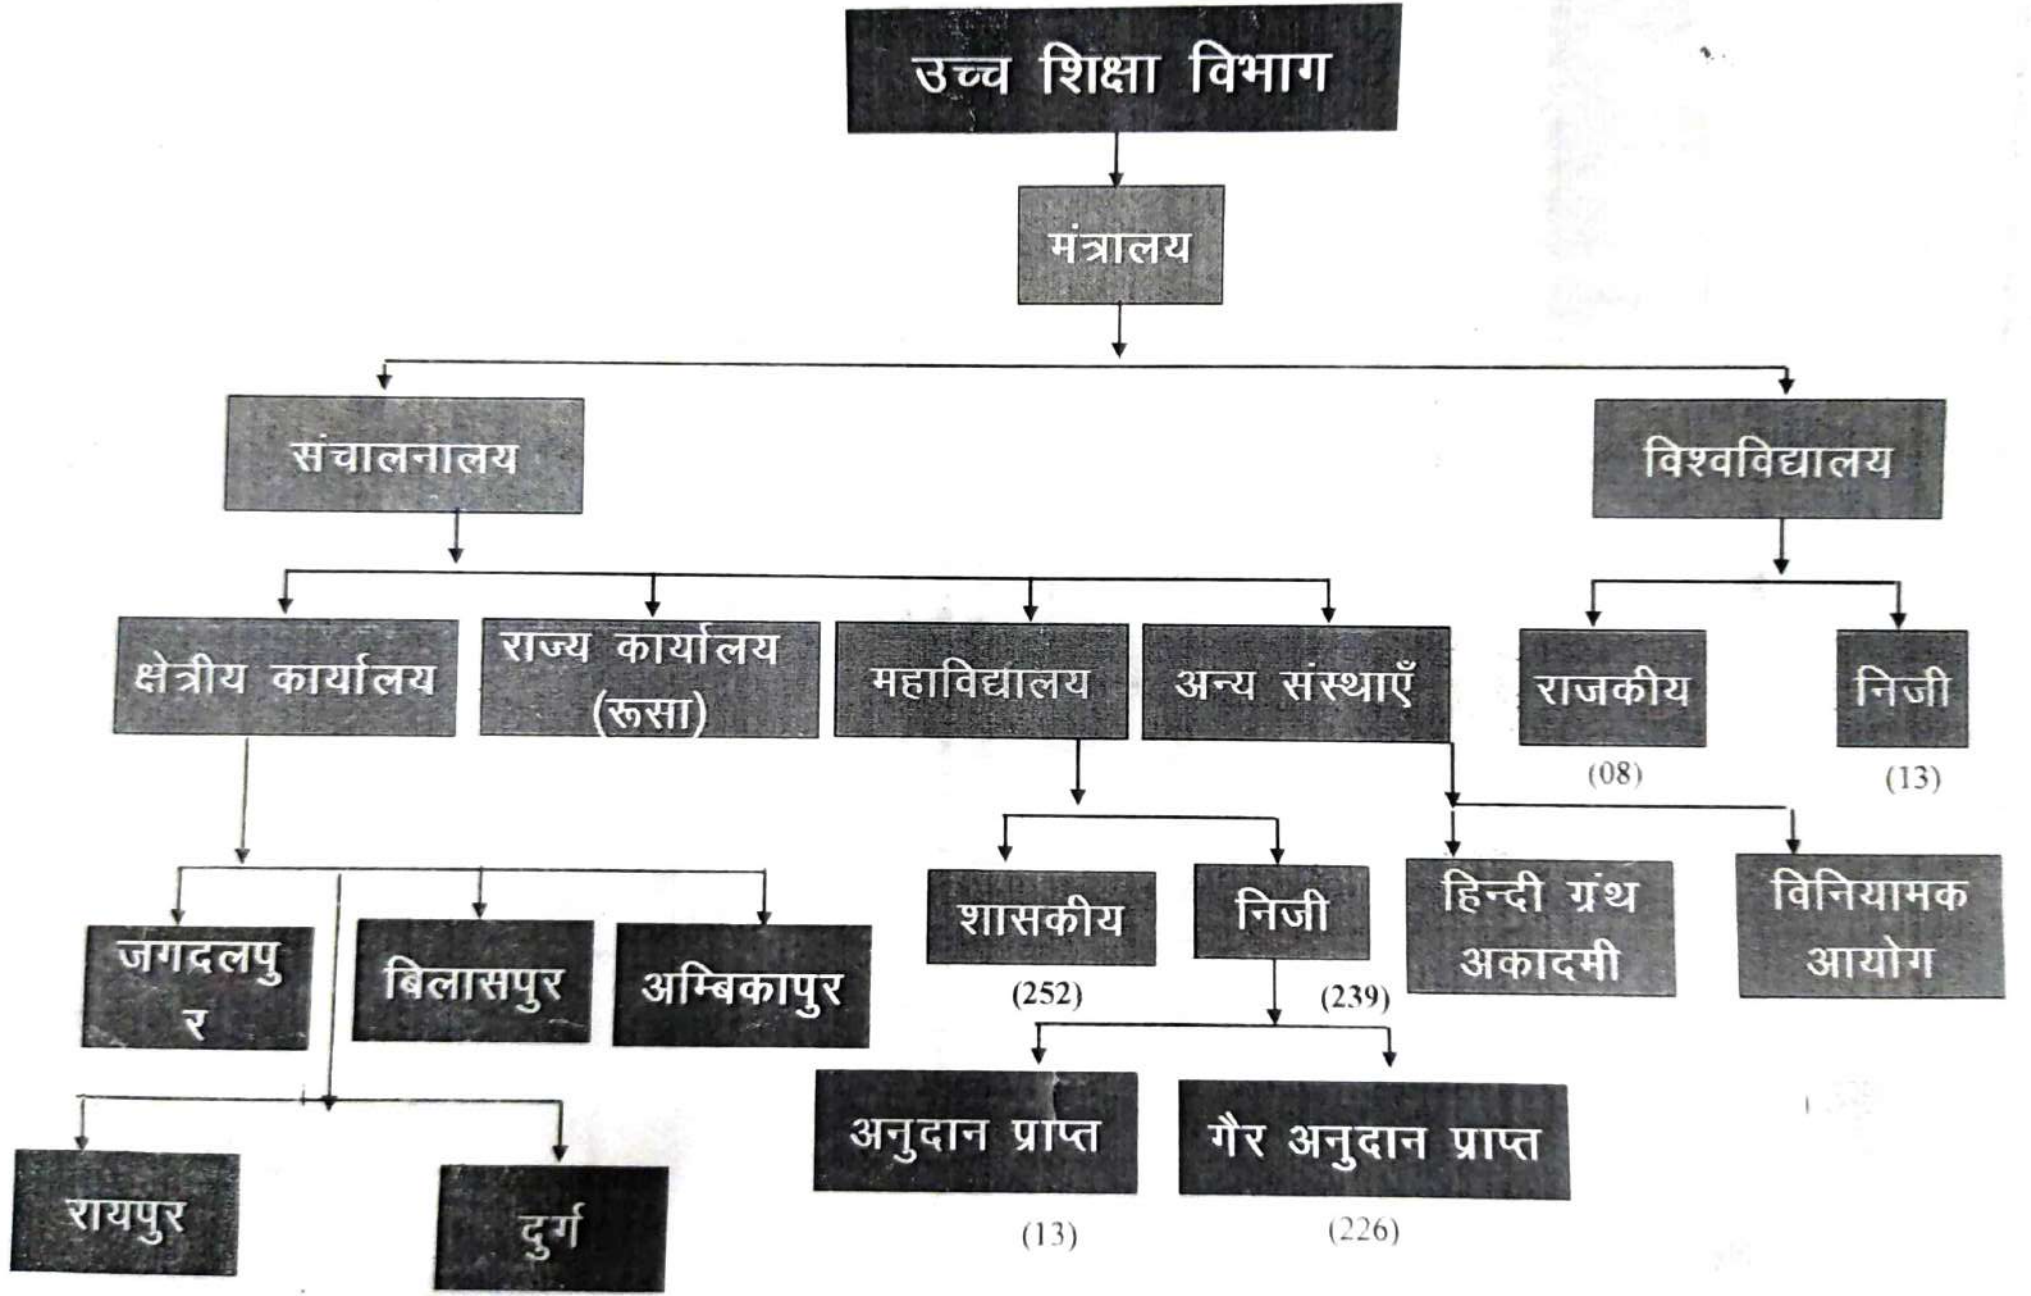 उच्च शिक्षा विभाग
मंत्रालय
संचालनालय
विश्वविद्यालय
क्षेत्रीय कार्यालय
राज्य कार्यालय
(रूसा)
महाविद्यालय
अन्य संस्थाएँ
राजकीय
(08)
निजी
(13)
जगदलपु
र
बिलासपुर
अम्बिकापुर
शासकीय
(252)
निजी
(239)
हिन्दी ग्रंथ
अकादमी
विनियामक
आयोग
रायपुर
दुर्ग
अनुदान प्राप्त
(13)
गैर अनुदान प्राप्त
(226)